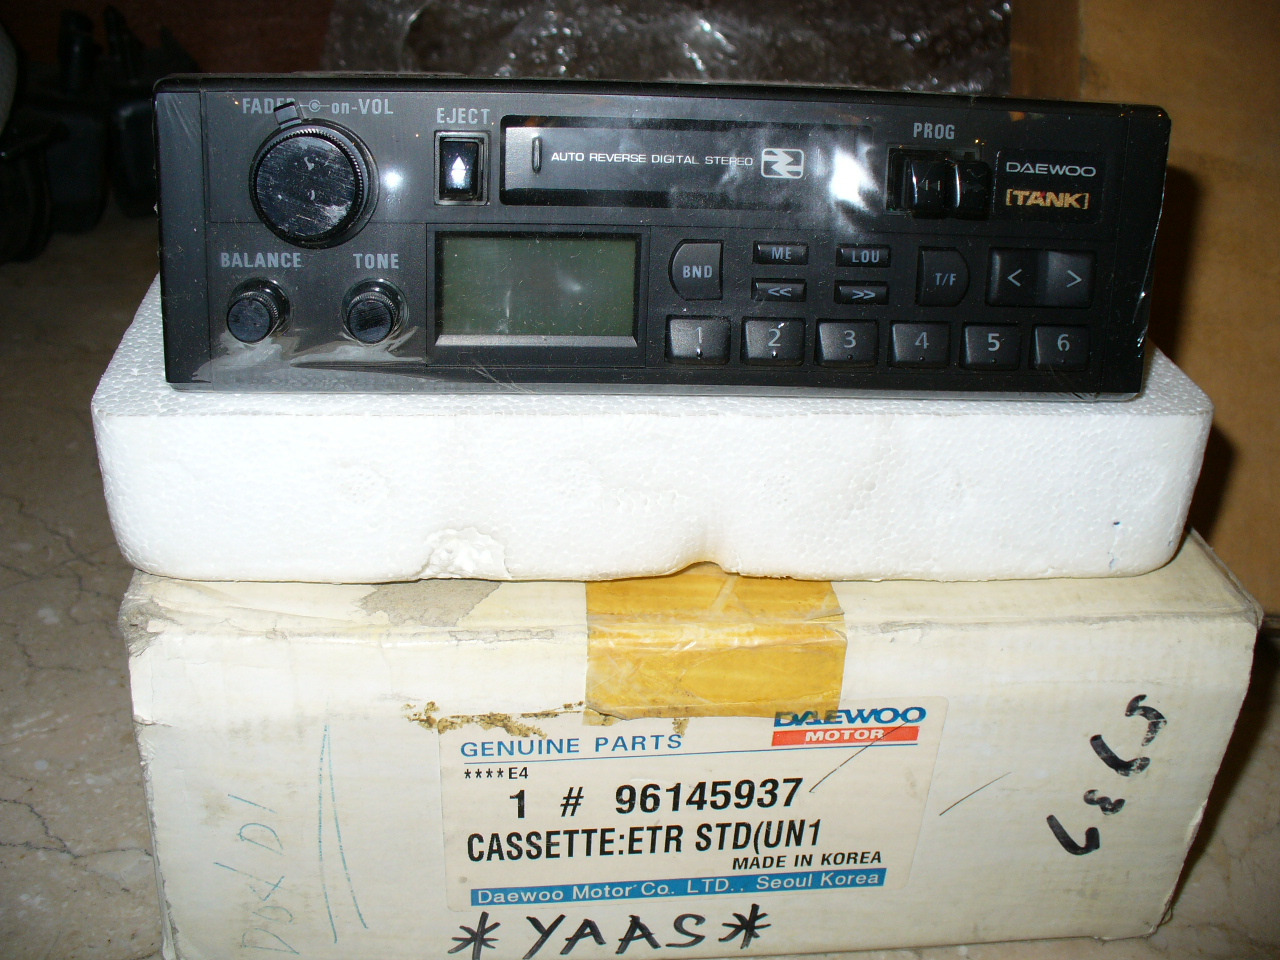 FADER on-VOL
EJECT
AUTO REVERSE DIGITAL STEREO
PROG
DAEWOO
[TÄNK]
BALANCE TONE
BND
ME
LOU
<<
>>
T/F
< >
1 2 3 4 5 6
GENUINE PARTS
DAEWOO
MOTOR
****E4
1 # 96145937
CASSETTE:ETR STD(UN1
MADE IN KOREA
Daewoo Motor Co. LTD., Seoul Korea
*YAAS*